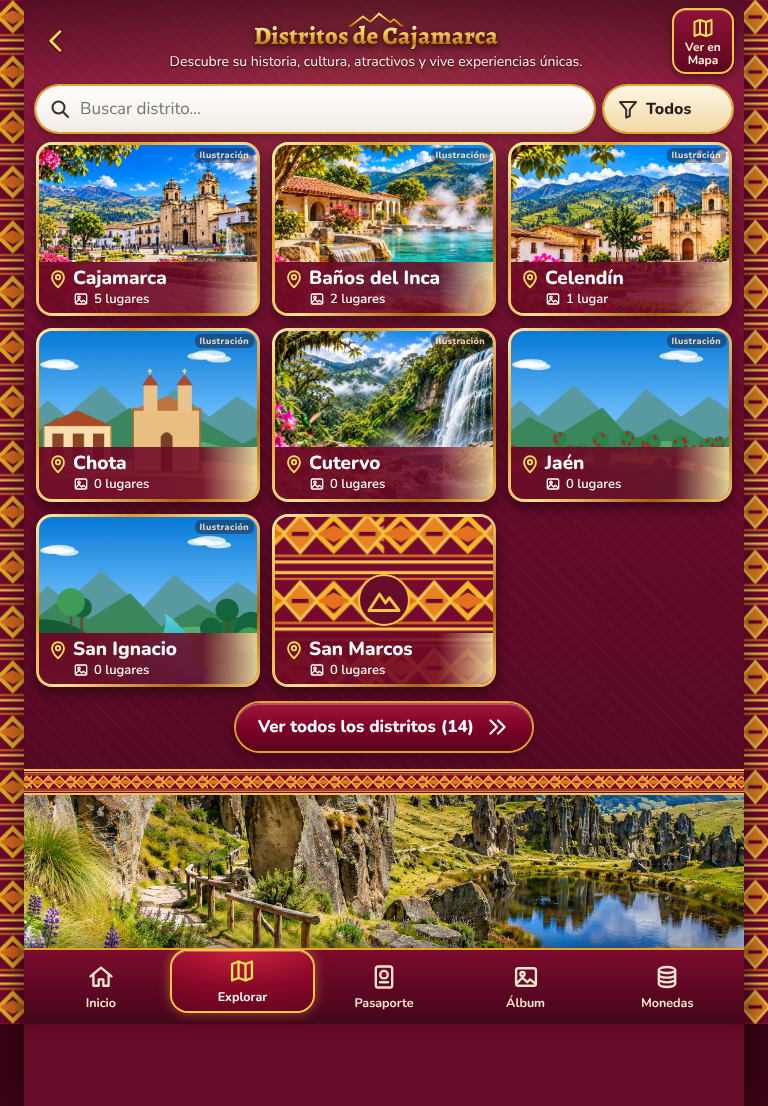 Distritos de Cajamarca
Descubre su historia, cultura, atractivos y vive experiencias únicas.
Ver en
Mapa
Buscar distrito...
Todos
Ilustración
Cajamarca
5 lugares
Ilustración
Baños del Inca
2 lugares
Ilustración
Celendín
1 lugar
Ilustración
Chota
0 lugares
Ilustración
Cutervo
0 lugares
Ilustración
Jaén
0 lugares
Ilustración
San Ignacio
0 lugares
San Marcos
0 lugares
Ver todos los distritos (14)
Inicio
Explorar
Pasaporte
Álbum
Monedas